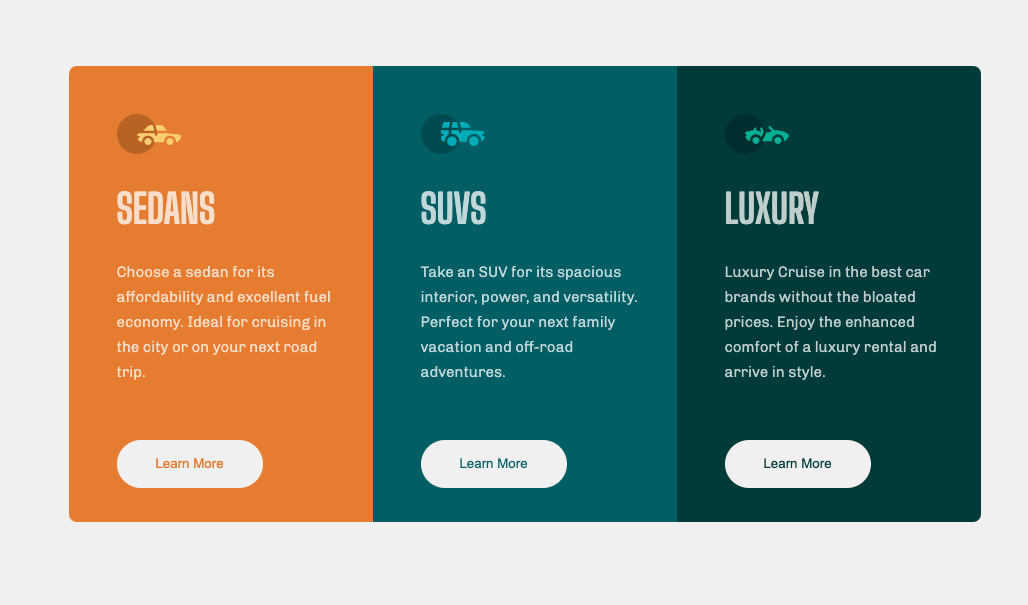 SEDANS
Choose a sedan for its
affordability and excellent fuel
economy. Ideal for cruising in
the city or on your next road
trip.
Learn More
SUVS
Take an SUV for its spacious
interior, power, and versatility.
Perfect for your next family
vacation and off-road
adventures.
Learn More
LUXURY
Luxury Cruise in the best car
brands without the bloated
prices. Enjoy the enhanced
comfort of a luxury rental and
arrive in style.
Learn More